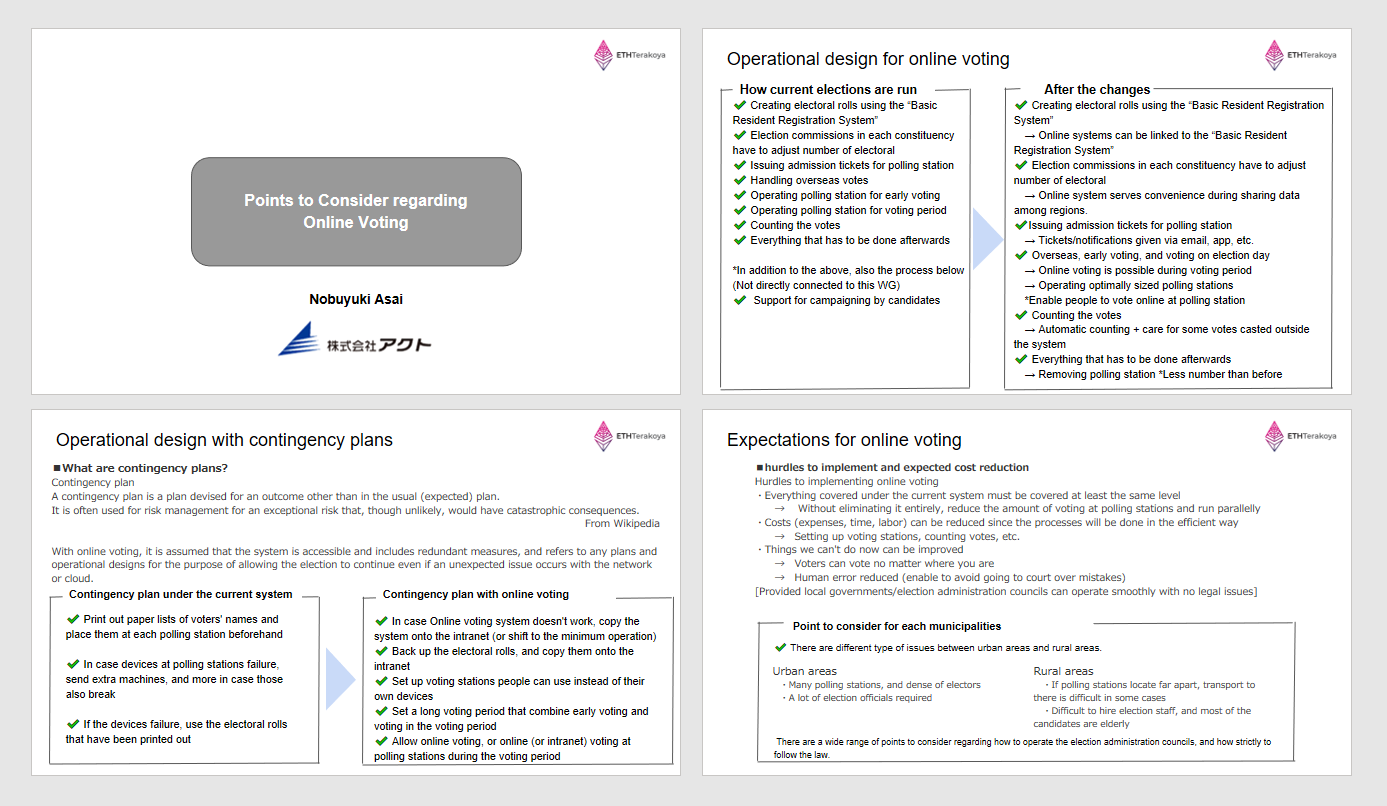 ETHTerakoya
Points to Consider regarding
Online Voting
Nobuyuki Asai
株式会社アクト
ETHTerakoya
Operational design for online voting
How current elections are run
✔ Creating electoral rolls using the “Basic
Resident Registration System”
✔ Election commissions in each constituency
have to adjust number of electoral
✔ Issuing admission tickets for polling station
✔ Handling overseas votes
✔ Operating polling station for early voting
✔ Operating polling station for voting period
✔ Counting the votes
✔ Everything that has to be done afterwards
*In addition to the above, also the process below
(Not directly connected to this WG)
✔ Support for campaigning by candidates
After the changes
✔ Creating electoral rolls using the “Basic Resident Registration
System”
→ Online systems can be linked to the “Basic Resident
Registration System”
✔ Election commissions in each constituency have to adjust
number of electoral
→ Online system serves convenience during sharing data
among regions.
✔Issuing admission tickets for polling station
→ Tickets/notifications given via email, app, etc.
✔ Overseas, early voting, and voting on election day
→ Online voting is possible during voting period
→ Operating optimally sized polling stations
*Enable people to vote online at polling station
✔ Counting the votes
→ Automatic counting + care for some votes casted outside
the system
✔ Everything that has to be done afterwards
→ Removing polling station *Less number than before
ETHTerakoya
Operational design with contingency plans
■What are contingency plans?
Contingency plan
A contingency plan is a plan devised for an outcome other than in the usual (expected) plan.
It is often used for risk management for an exceptional risk that, though unlikely, would have catastrophic consequences.
From Wikipedia
With online voting, it is assumed that the system is accessible and includes redundant measures, and refers to any plans and
operational designs for the purpose of allowing the election to continue even if an unexpected issue occurs with the network
or cloud.
Contingency plan under the current system
✔ Print out paper lists of voters' names and
place them at each polling station beforehand
✔ In case devices at polling stations failure,
send extra machines, and more in case those
also break
✔ If the devices failure, use the electoral rolls
that have been printed out
Contingency plan with online voting
✔ In case Online voting system doesn't work, copy the
system onto the intranet (or shift to the minimum operation)
✔ Back up the electoral rolls, and copy them onto the
intranet
✔ Set up voting stations people can use instead of their
own devices
✔ Set a long voting period that combine early voting and
voting in the voting period
✔ Allow online voting, or online (or intranet) voting at
polling stations during the voting period
ETHTerakoya
Expectations for online voting
■hurdles to implement and expected cost reduction
Hurdles to implementing online voting
・Everything covered under the current system must be covered at least the same level
→ Without eliminating it entirely, reduce the amount of voting at polling stations and run parallelly
・Costs (expenses, time, labor) can be reduced since the processes will be done in the efficient way
→ Setting up voting stations, counting votes, etc.
・Things we can't do now can be improved
→ Voters can vote no matter where you are
→ Human error reduced (enable to avoid going to court over mistakes)
[Provided local governments/election administration councils can operate smoothly with no legal issues]
Point to consider for each municipalities
✔ There are different type of issues between urban areas and rural areas.
Urban areas
・Many polling stations, and dense of electors
・A lot of election officials required
Rural areas
・If polling stations locate far apart, transport to
there is difficult in some cases
・Difficult to hire election staff, and most of the
candidates are elderly
There are a wide range of points to consider regarding how to operate the election administration councils, and how strictly to
follow the law.